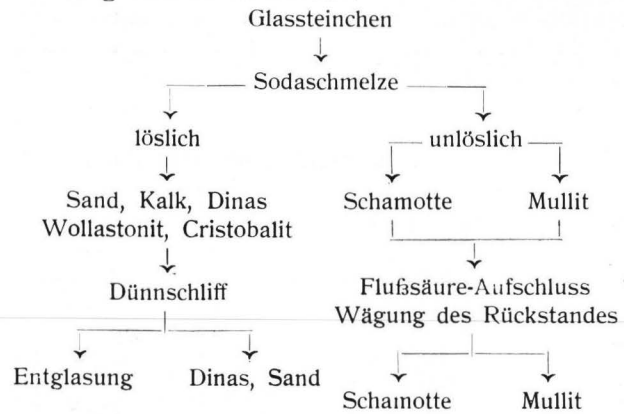 Glassteinchen
Sodaschmelze
löslich
unlöslich
Sand, Kalk, Dinas
Wollastonit, Cristobalit
Schamotte
Mullit
Dünnschliff
Flußsäure-Aufschluss
Wägung des Rückstandes
Entglasung
Dinas, Sand
Schamotte
Mullit